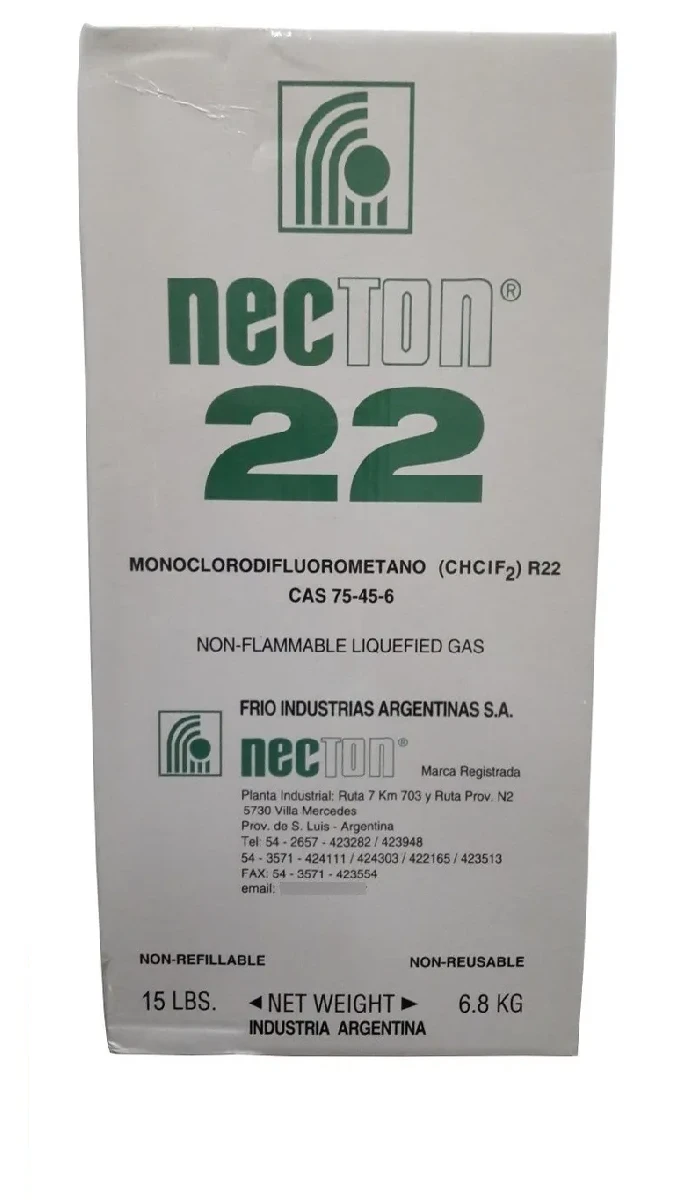 necTon®
22
MONOCLORODIFLUOROMETANO (CHClF2) R22
CAS 75-45-6
NON-FLAMMABLE LIQUEFIED GAS
FRIO INDUSTRIAS ARGENTINAS S.A.
necTon®
Marca Registrada
Planta Industrial: Ruta 7 Km 703 y Ruta Prov. N2
5730 Villa Mercedes
Prov. de S. Luis - Argentina
Tel: 54 - 2657 - 423282 / 423948
54 - 3571 - 424111 / 424303 / 422165 / 423513
FAX: 54 - 3571 - 423554
email:
NON-REFILLABLE NON-REUSABLE
15 LBS. ◄ NET WEIGHT ► 6.8 KG
INDUSTRIA ARGENTINA